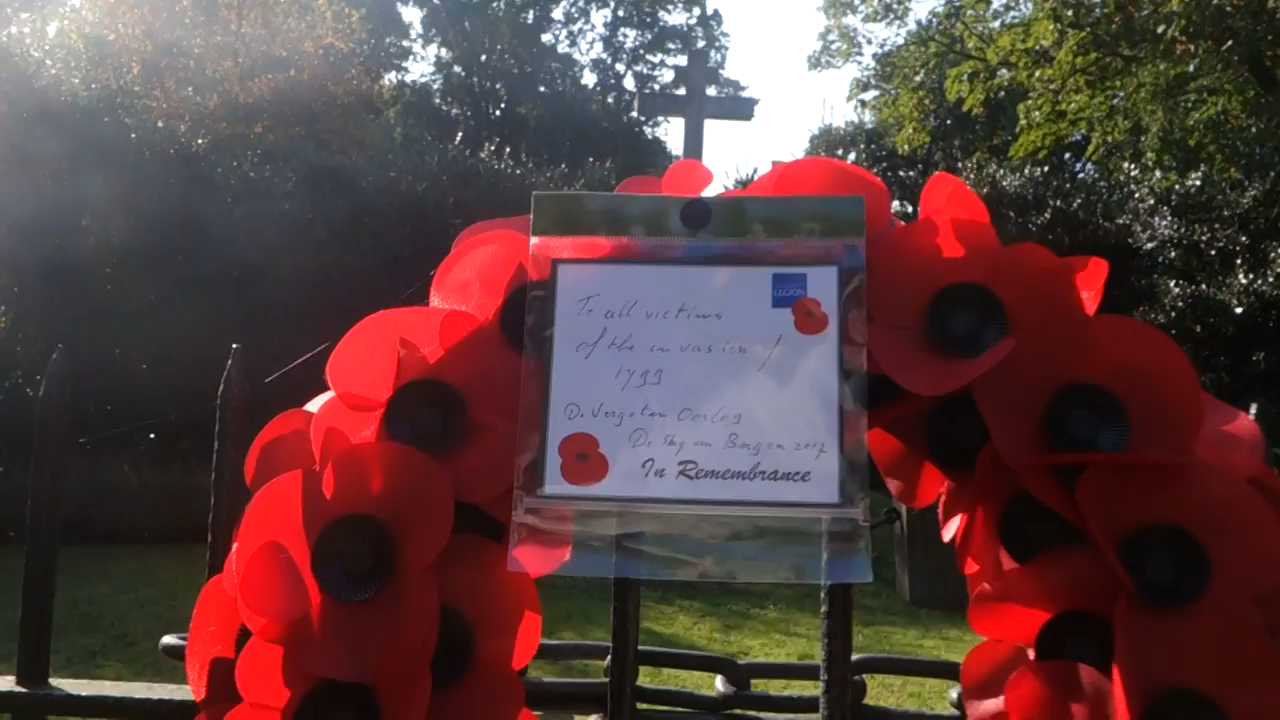 LEGION
To all victims
of the invasion /
1799
De Vergeten Oorlog
De Slag om Bergen 2017
In Remembrance